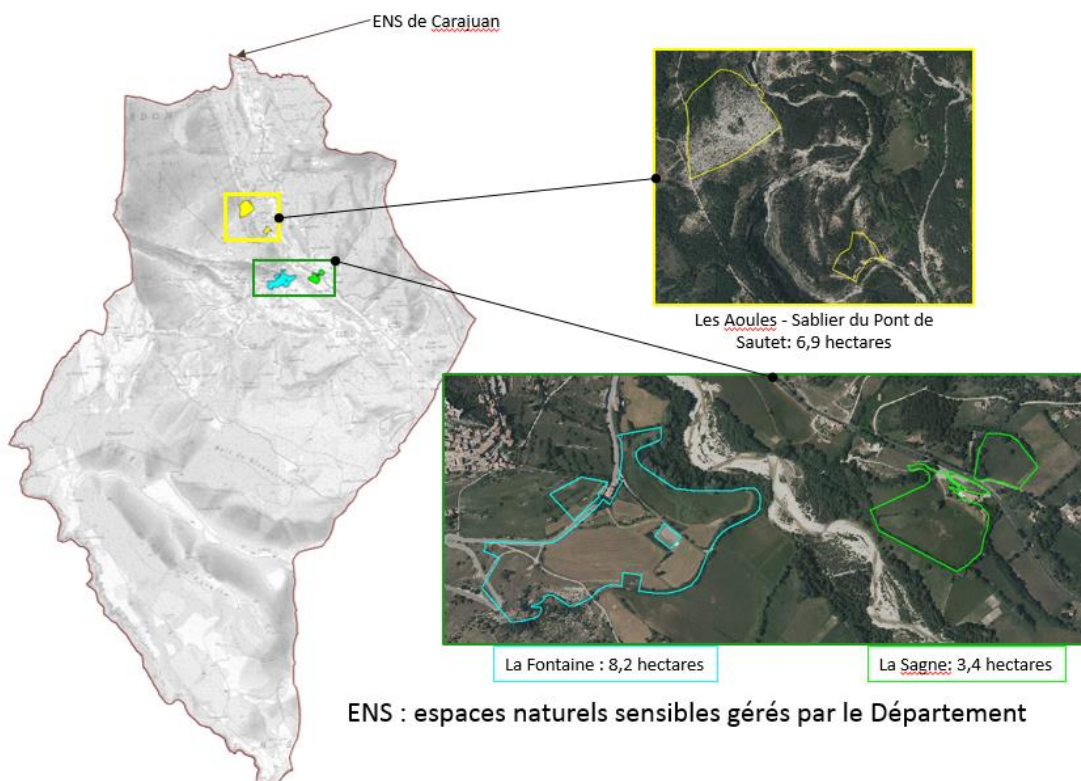 ENS de Carajuan
Les Aoules - Sablier du Pont de
Sautet: 6,9 hectares
La Fontaine : 8,2 hectares
La Sagne: 3,4 hectares
ENS : espaces naturels sensibles gérés par le Département